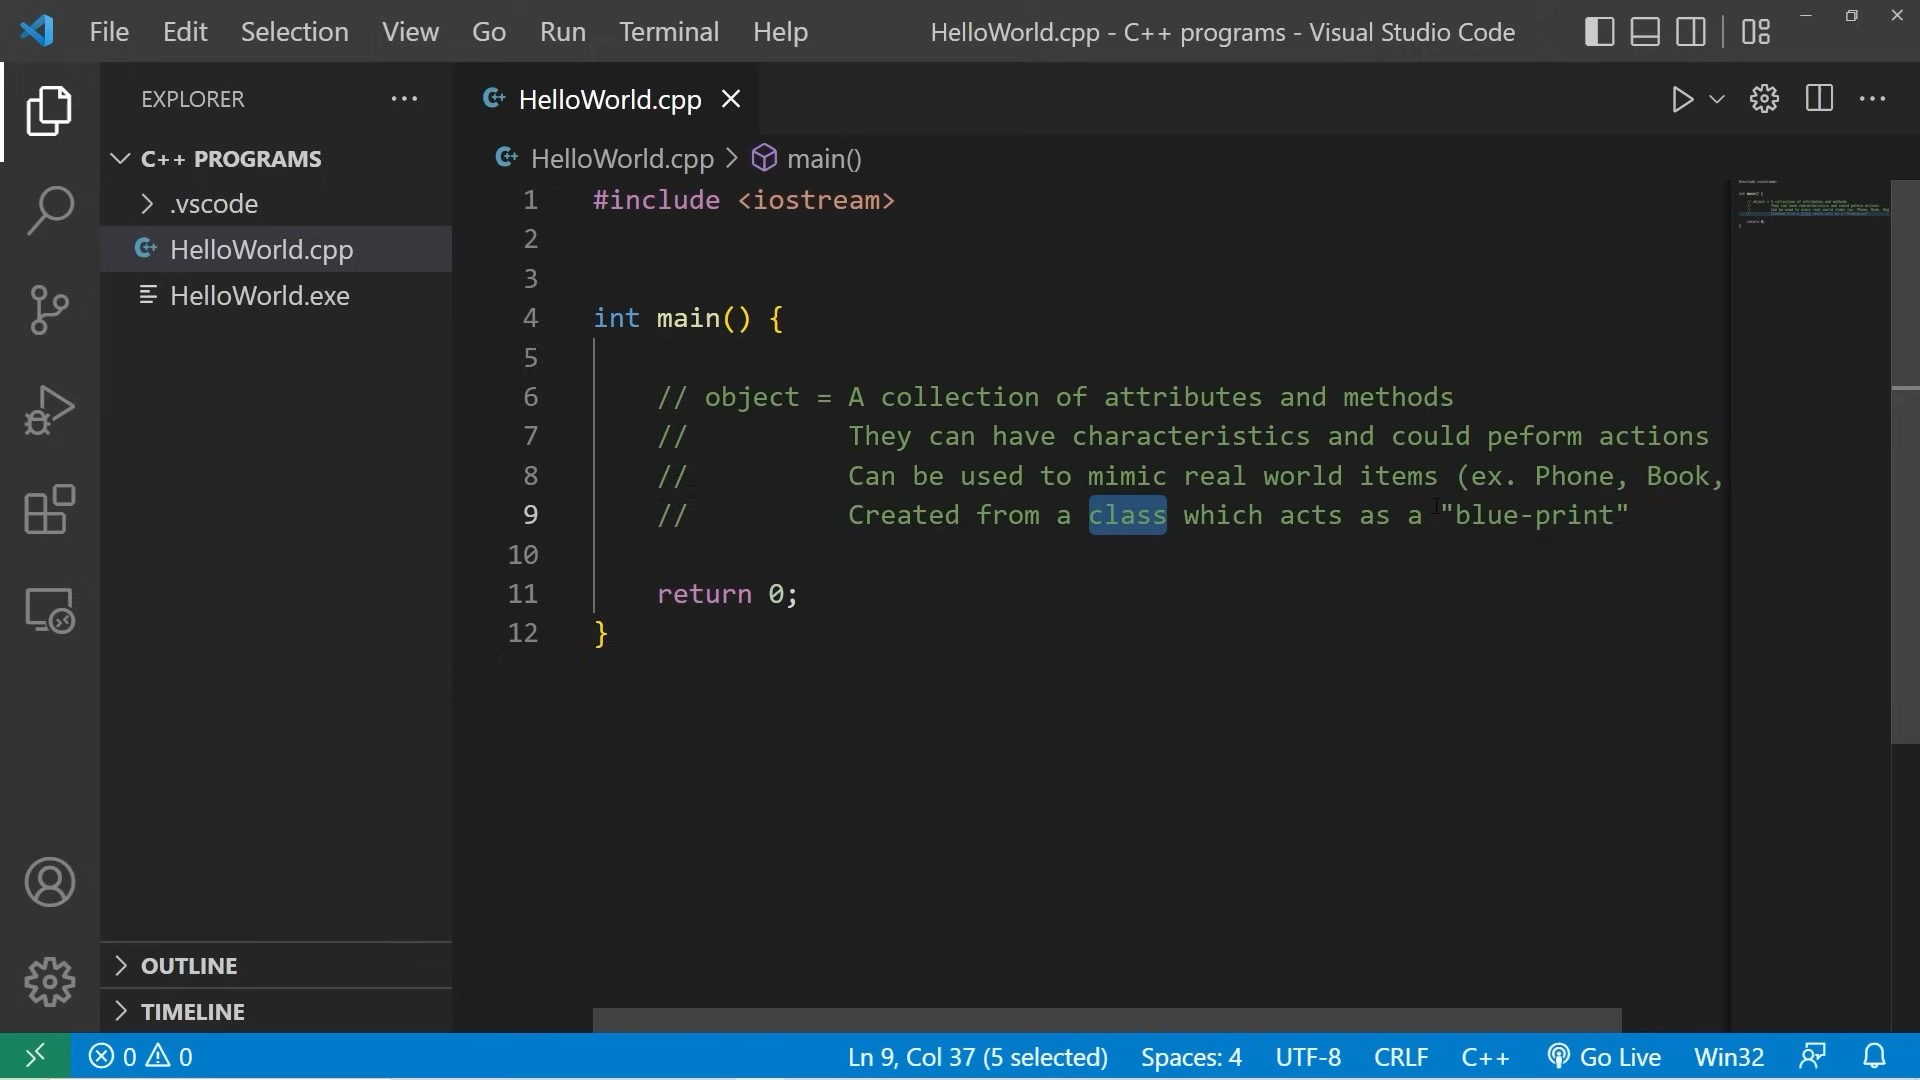 File Edit Selection View Go Run Terminal Help HelloWorld.cpp - C++ programs - Visual Studio Code
EXPLORER
C++ PROGRAMS
.vscode
HelloWorld.cpp
HelloWorld.exe
OUTLINE
TIMELINE
HelloWorld.cpp
HelloWorld.cpp > main()
1 #include <iostream>
2
3
4 int main() {
5
6 // object = A collection of attributes and methods
7 // They can have characteristics and could peform actions
8 // Can be used to mimic real world items (ex. Phone, Book,
9 // Created from a class which acts as a "blue-print"
10
11 return 0;
12 }
0 0 Ln 9, Col 37 (5 selected) Spaces: 4 UTF-8 CRLF C++ Go Live Win32